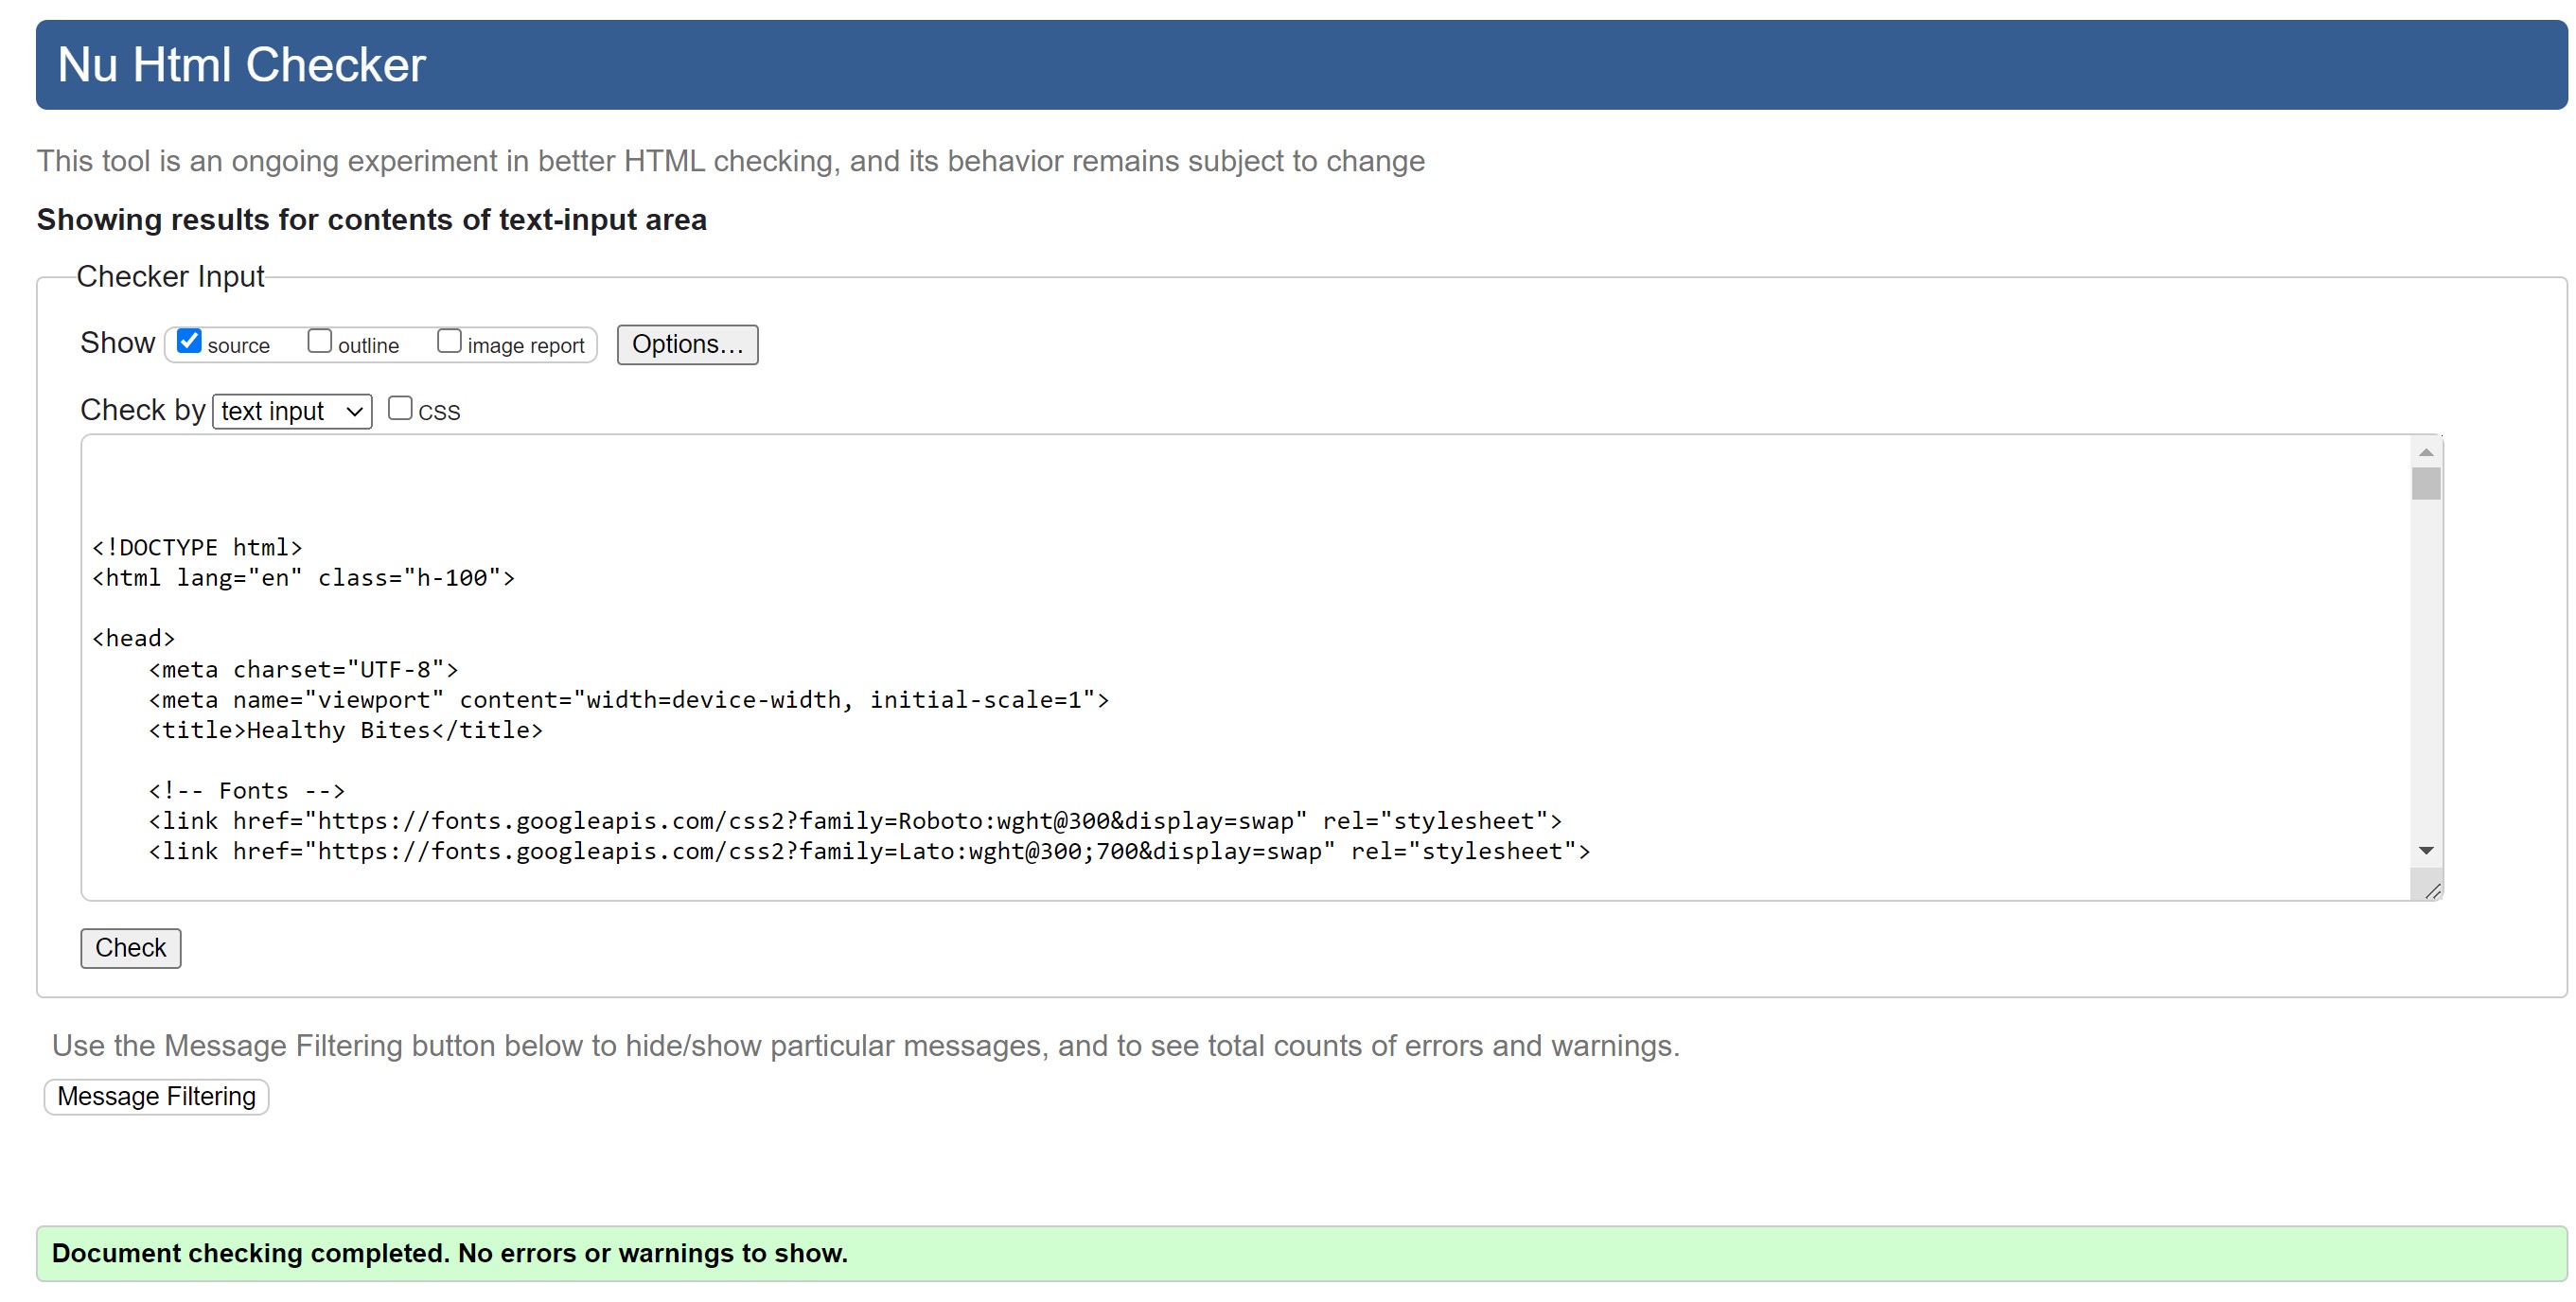 Nu Html Checker
This tool is an ongoing experiment in better HTML checking, and its behavior remains subject to change
Showing results for contents of text-input area
Checker Input
Show source outline image report Options...
Check by text input CSS
<!DOCTYPE html>
<html lang="en" class="h-100">
<head>
    <meta charset="UTF-8">
    <meta name="viewport" content="width=device-width, initial-scale=1">
    <title>Healthy Bites</title>
    <!-- Fonts -->
    <link href="https://fonts.googleapis.com/css2?family=Roboto:wght@300&display=swap" rel="stylesheet">
    <link href="https://fonts.googleapis.com/css2?family=Lato:wght@300;700&display=swap" rel="stylesheet">
Check
Use the Message Filtering button below to hide/show particular messages, and to see total counts of errors and warnings.
Message Filtering
Document checking completed. No errors or warnings to show.